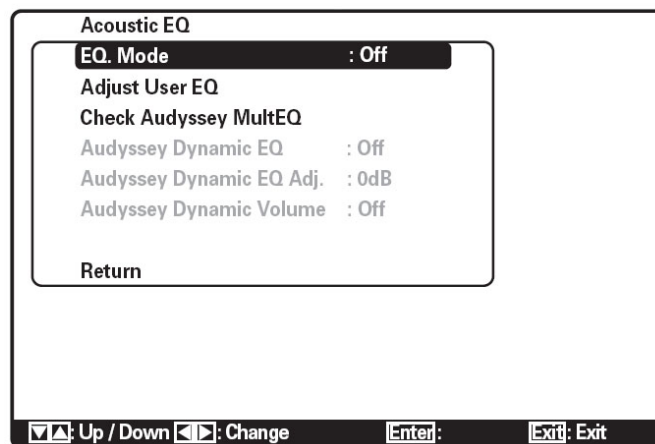 Acoustic EQ
EQ. Mode : Off
Adjust User EQ
Check Audyssey MultEQ
Audyssey Dynamic EQ : Off
Audyssey Dynamic EQ Adj. : 0dB
Audyssey Dynamic Volume : Off
Return
▼▲: Up / Down ◀▶: Change Enter: Exit: Exit